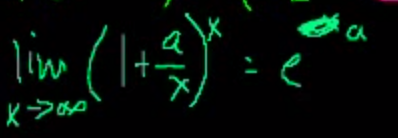 lim x→∞ (1 + a/x)^x = e^a